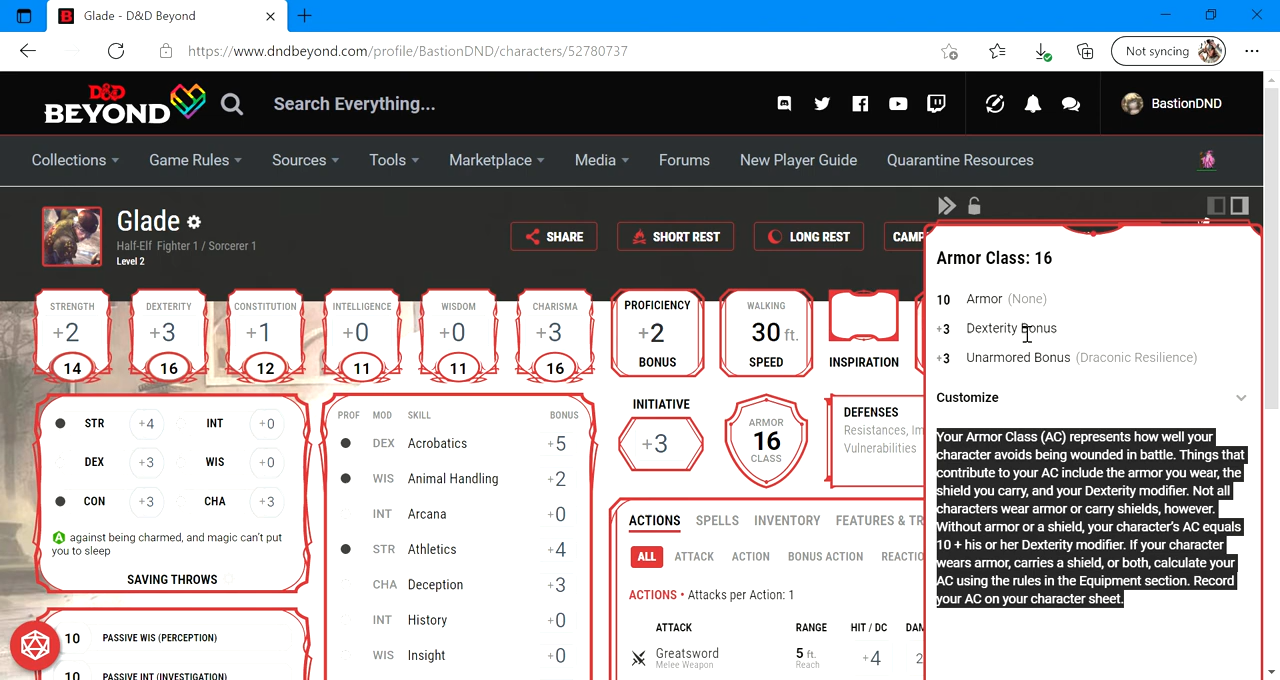 Glade - D&D Beyond
https://www.dndbeyond.com/profile/BastionDND/characters/52780737
Not syncing
D&D
BEYOND
Search Everything...
BastionDND
Collections
Game Rules
Sources
Tools
Marketplace
Media
Forums
New Player Guide
Quarantine Resources
Glade
Half-Elf Fighter 1 / Sorcerer 1
Level 2
SHARE
SHORT REST
LONG REST
CAMP
STRENGTH
+2
14
DEXTERITY
+3
16
CONSTITUTION
+1
12
INTELLIGENCE
+0
11
WISDOM
+0
11
CHARISMA
+3
16
PROFICIENCY
+2
BONUS
WALKING
30 ft.
SPEED
INSPIRATION
STR +4 INT +0
DEX +3 WIS +0
CON +3 CHA +3
A against being charmed, and magic can't put
you to sleep
SAVING THROWS
10 PASSIVE WIS (PERCEPTION)
10 PASSIVE INT (INVESTIGATION)
PROF MOD SKILL BONUS
DEX Acrobatics +5
WIS Animal Handling +2
INT Arcana +0
STR Athletics +4
CHA Deception +3
INT History +0
WIS Insight +0
INITIATIVE
+3
ARMOR
16
CLASS
DEFENSES
Resistances, Im
Vulnerabilities
ACTIONS SPELLS INVENTORY FEATURES & TR
ALL ATTACK ACTION BONUS ACTION REACTIO
ACTIONS • Attacks per Action: 1
ATTACK RANGE HIT / DC DAM
Greatsword 5 ft. +4 2
Melee Weapon Reach
Armor Class: 16
10 Armor (None)
+3 Dexterity Bonus
+3 Unarmored Bonus (Draconic Resilience)
Customize
Your Armor Class (AC) represents how well your
character avoids being wounded in battle. Things that
contribute to your AC include the armor you wear, the
shield you carry, and your Dexterity modifier. Not all
characters wear armor or carry shields, however.
Without armor or a shield, your character's AC equals
10 + his or her Dexterity modifier. If your character
wears armor, carries a shield, or both, calculate your
AC using the rules in the Equipment section. Record
your AC on your character sheet.